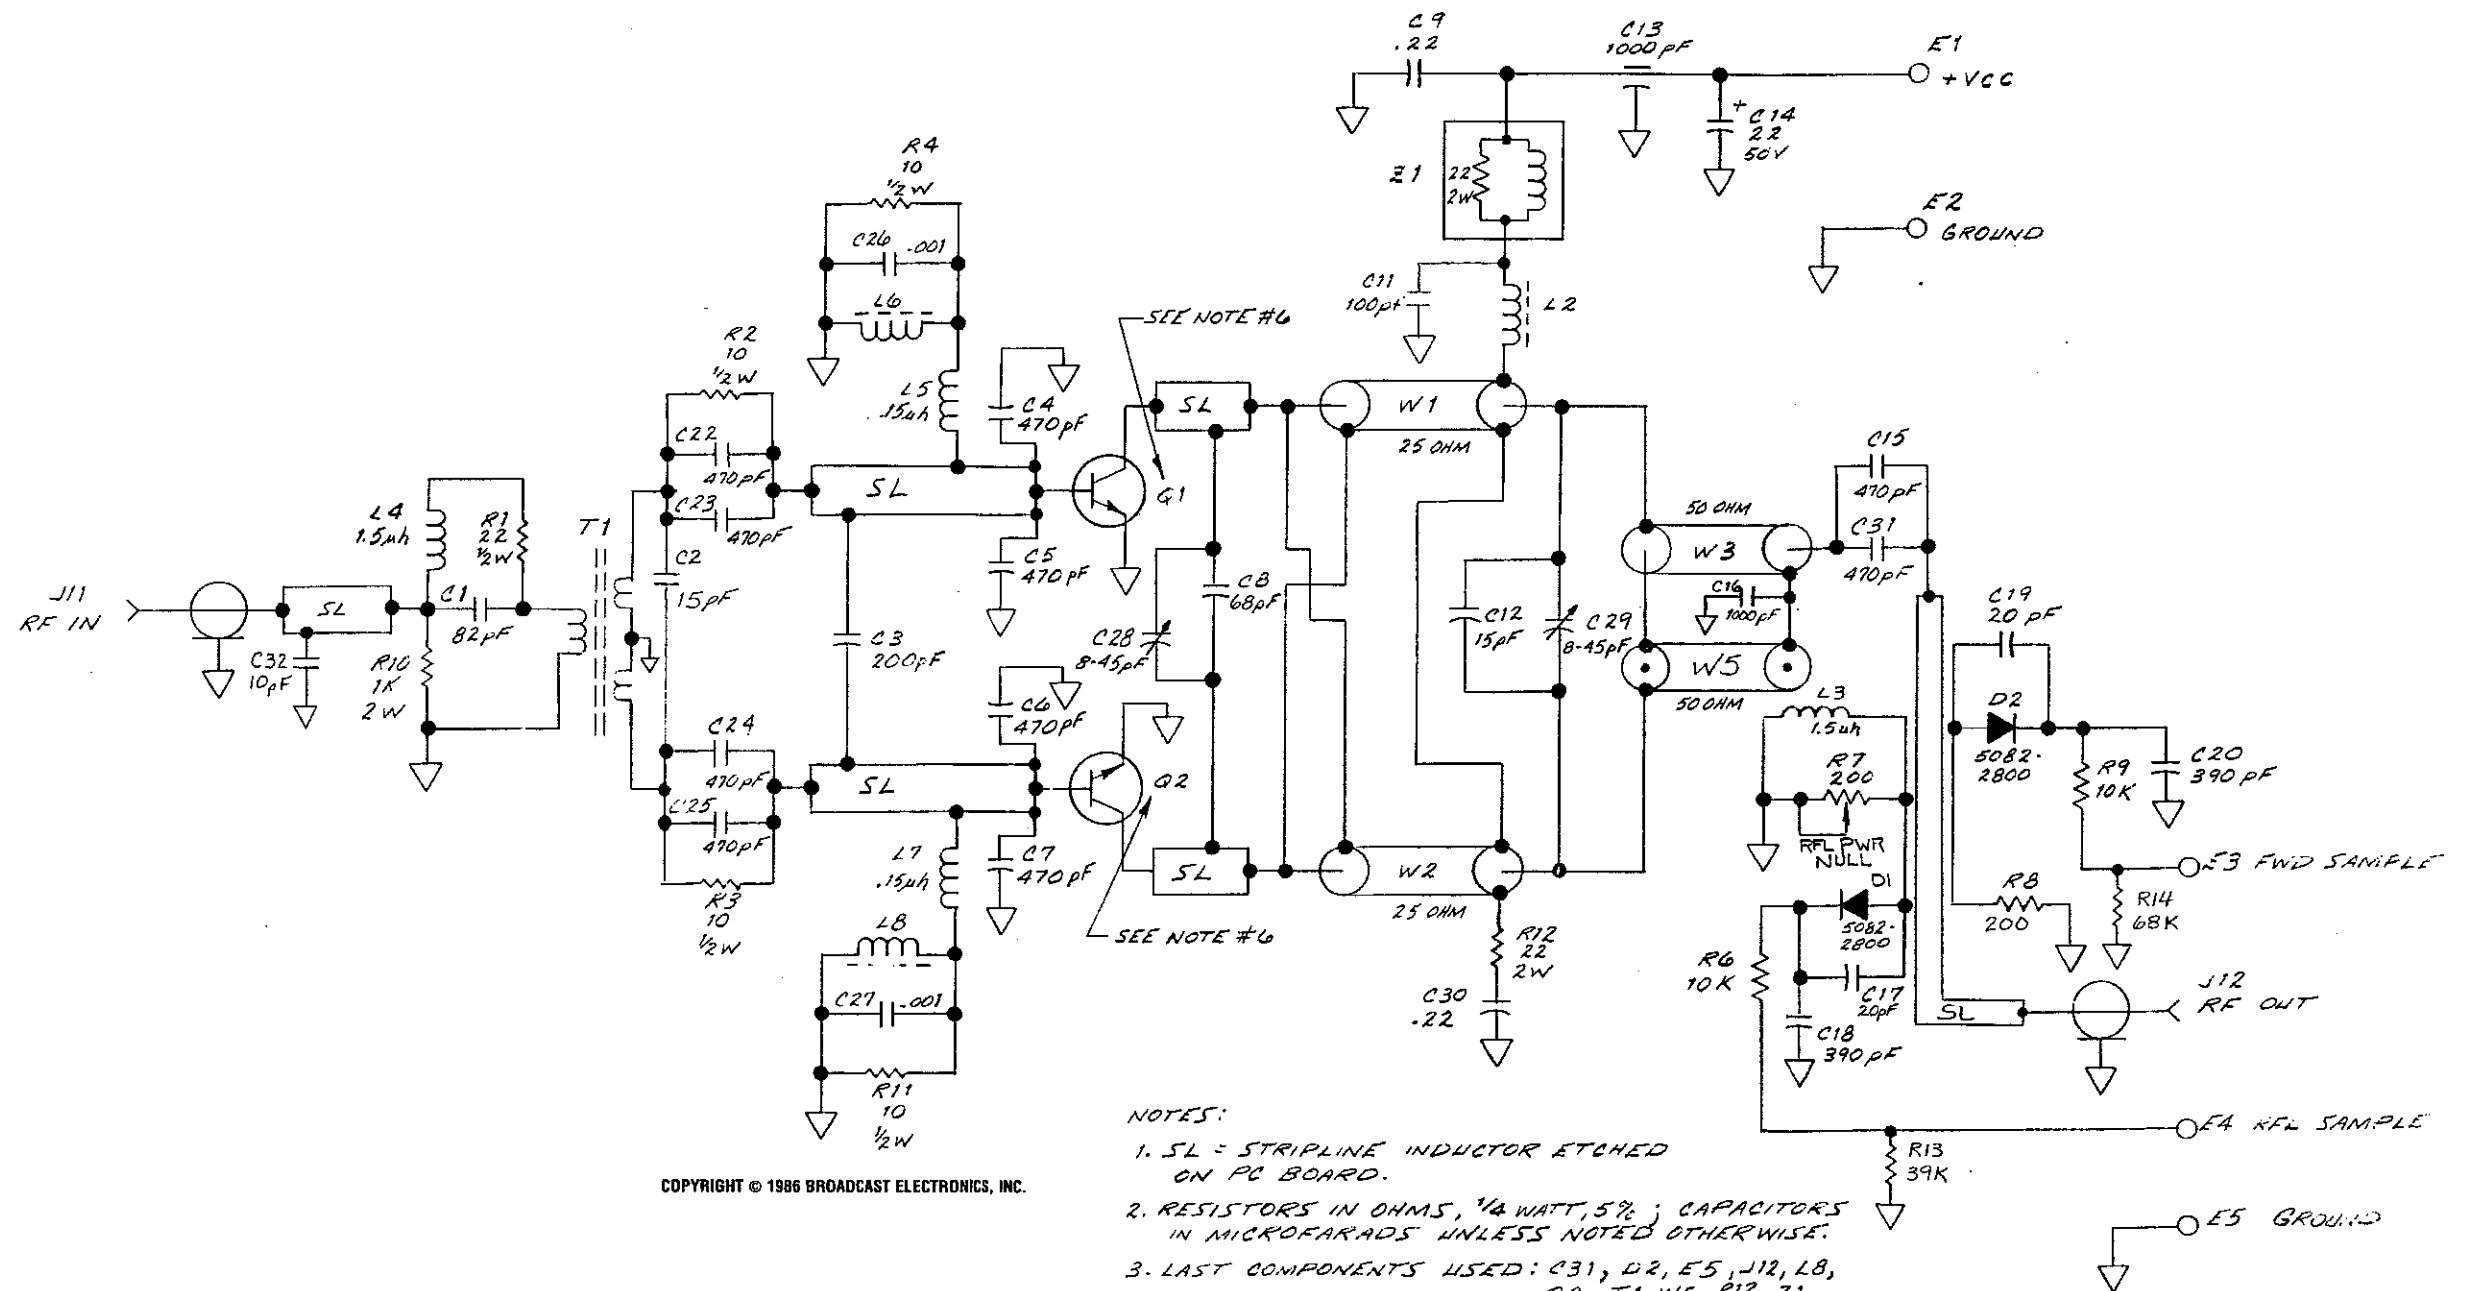 C9
.22
C13
1000pF
E1
+VCC
+
C14
22
50V
R4
10
1/2W
Z1
22
2W
E2
GROUND
C26 .001
L6
C11
100pf
L2
SEE NOTE #6
R2
10
1/2W
L5
.15µh
C4
470pF
SL
W1
25 OHM
C22
470pF
C23
470pF
SL
Q1
C15
470pF
C31
470pF
50 OHM
W3
L4
1.5µh
R1
22
1/2W
T1
C2
15pF
C5
470pF
C8
68pF
C16
1000pF
J11
RF IN
SL
C1
82pF
C32
10pF
R10
1K
2W
C3
200pF
C28
8-45pF
C12
15pF
C29
8-45pF
W5
50 OHM
C19
20pF
C6
470pF
L3
1.5µh
D2
5082-
2800
C24
470pF
C25
470pF
SL
Q2
R7
200
RFL PWR
NULL
R9
10K
C20
390pF
R3
10
1/2W
L7
.15µh
C7
470pF
SL
W2
25 OHM
E3 FWD SAMPLE
D1
5082-
2800
R8
200
R14
68K
L8
SEE NOTE #6
R12
22
2W
R6
10K
C27 .001
C30
.22
C17
20pF
C18
390pF
SL
J12
RF OUT
R11
10
1/2W
E4 RFL SAMPLE
R13
39K
E5 GROUND
COPYRIGHT © 1986 BROADCAST ELECTRONICS, INC.
NOTES:
1. SL = STRIPLINE INDUCTOR ETCHED
ON PC BOARD.
2. RESISTORS IN OHMS, 1/4 WATT, 5%; CAPACITORS
IN MICROFARADS UNLESS NOTED OTHERWISE.
3. LAST COMPONENTS USED: C31, D2, E5, J12, L8,